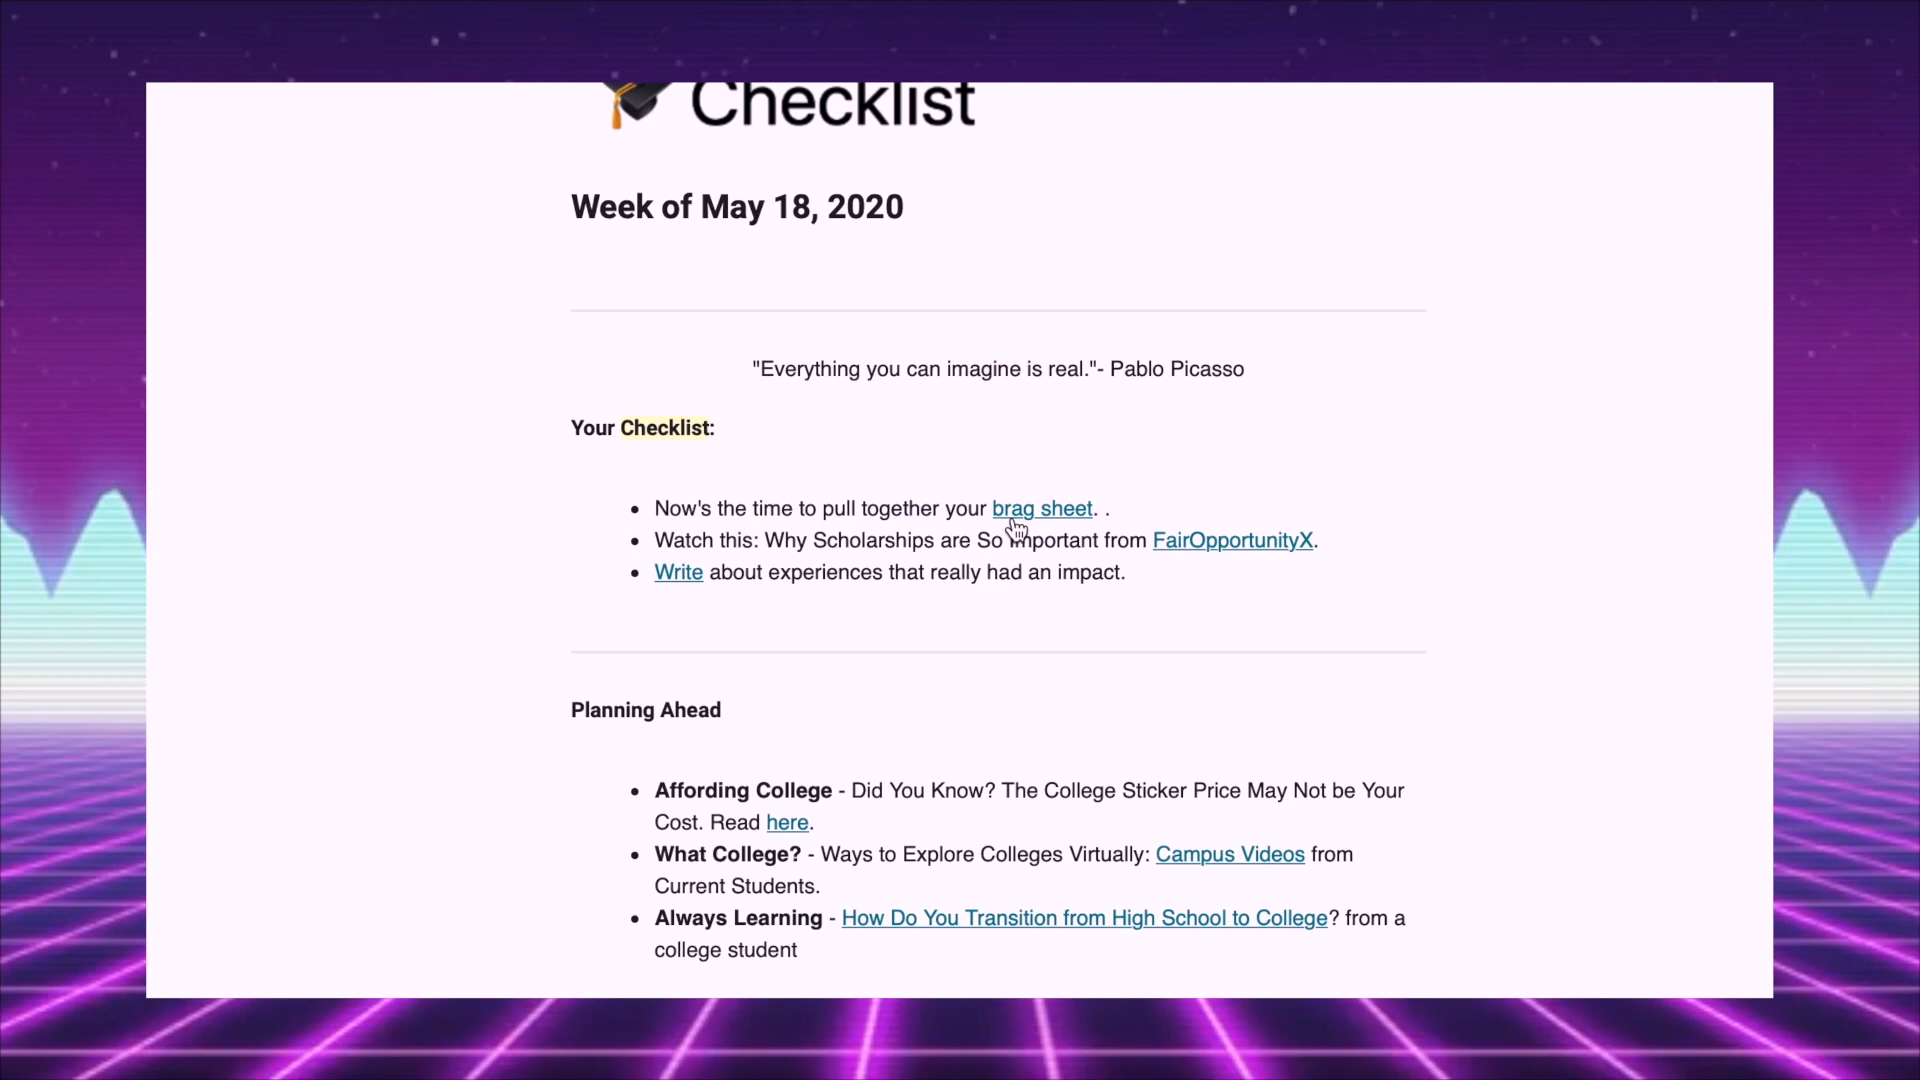 Checklist
Week of May 18, 2020
"Everything you can imagine is real."- Pablo Picasso
Your Checklist:
Now's the time to pull together your brag sheet. .
Watch this: Why Scholarships are So important from FairOpportunityX.
Write about experiences that really had an impact.
Planning Ahead
Affording College - Did You Know? The College Sticker Price May Not be Your
Cost. Read here.
What College? - Ways to Explore Colleges Virtually: Campus Videos from
Current Students.
Always Learning - How Do You Transition from High School to College? from a
college student